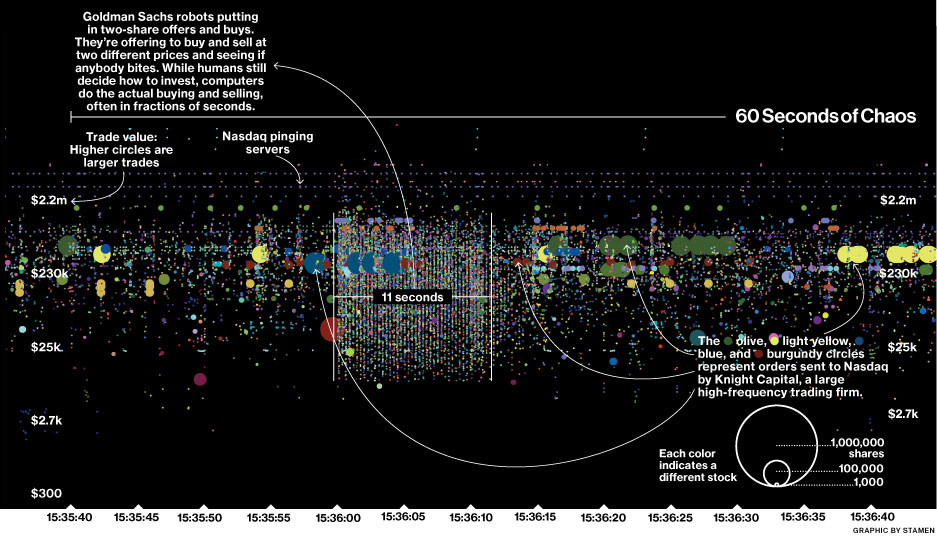 Goldman Sachs robots putting
in two-share offers and buys.
They're offering to buy and sell at
two different prices and seeing if
anybody bites. While humans still
decide how to invest, computers
do the actual buying and selling,
often in fractions of seconds.
60 Seconds of Chaos
Trade value:
Higher circles are
larger trades
Nasdaq pinging
servers
$2.2m
$2.2m
$230k
$230k
11 seconds
$25k
$25k
The olive, light yellow,
blue, and burgundy circles
represent orders sent to Nasdaq
by Knight Capital, a large
high-frequency trading firm.
$2.7k
$2.7k
Each color
indicates a
different stock
1,000,000
shares
100,000
1,000
$300
15:35:40
15:35:45
15:35:50
15:35:55
15:36:00
15:36:05
15:36:10
15:36:15
15:36:20
15:36:25
15:36:30
15:36:35
15:36:40
GRAPHIC BY STAMEN